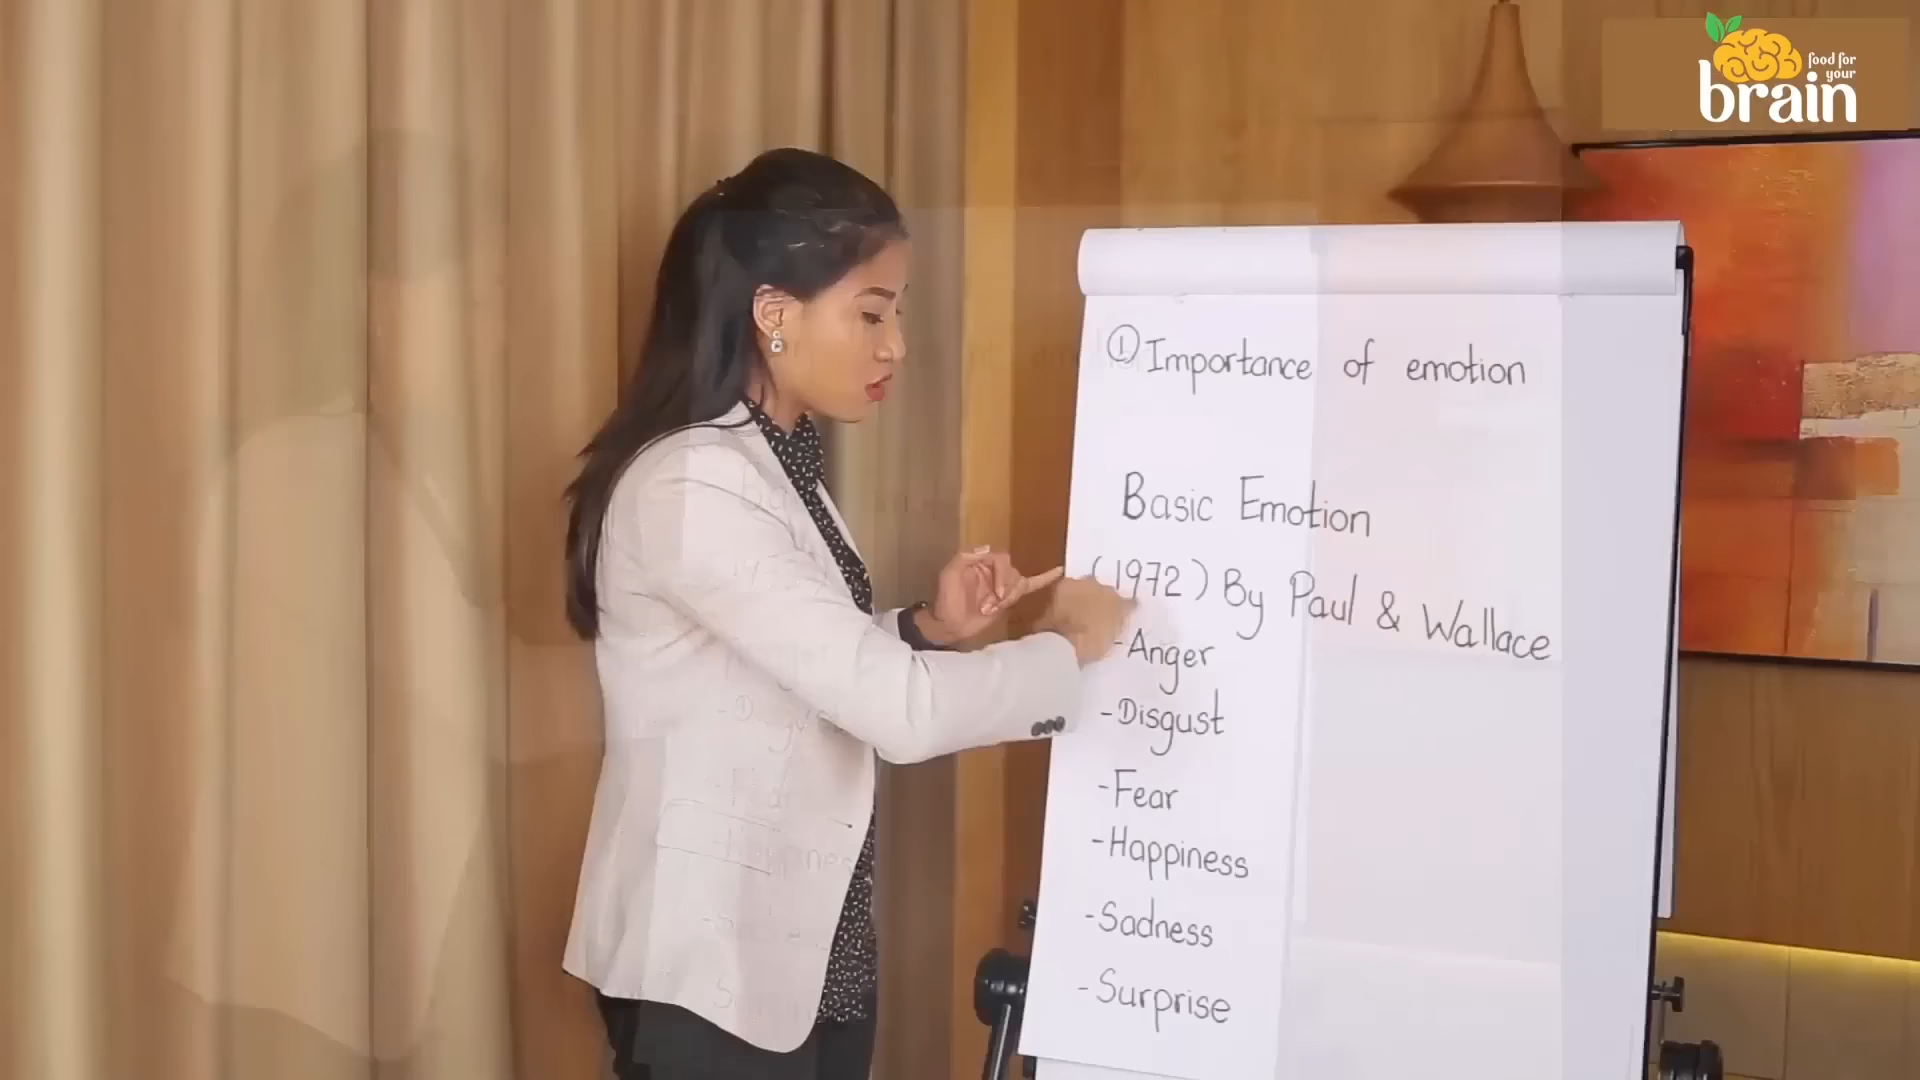 food for
your
brain
① Importance of emotion
Basic Emotion
(1972) By Paul & Wallace
-Anger
-Disgust
-Fear
-Happiness
-Sadness
-Surprise